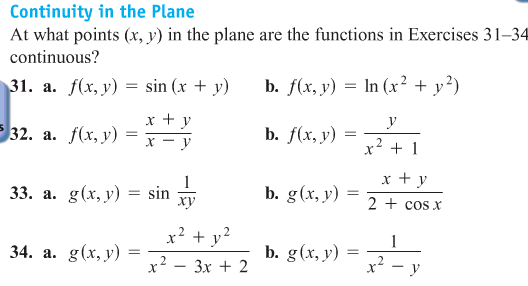 Continuity in the Plane
At what points (x, y) in the plane are the functions in Exercises 31–34
continuous?
31. a. f(x, y) = sin (x + y) b. f(x, y) = ln (x² + y²)
32. a. f(x, y) = (x + y)/(x − y) b. f(x, y) = y/(x² + 1)
33. a. g(x, y) = sin 1/(xy) b. g(x, y) = (x + y)/(2 + cos x)
34. a. g(x, y) = (x² + y²)/(x² − 3x + 2) b. g(x, y) = 1/(x² − y)